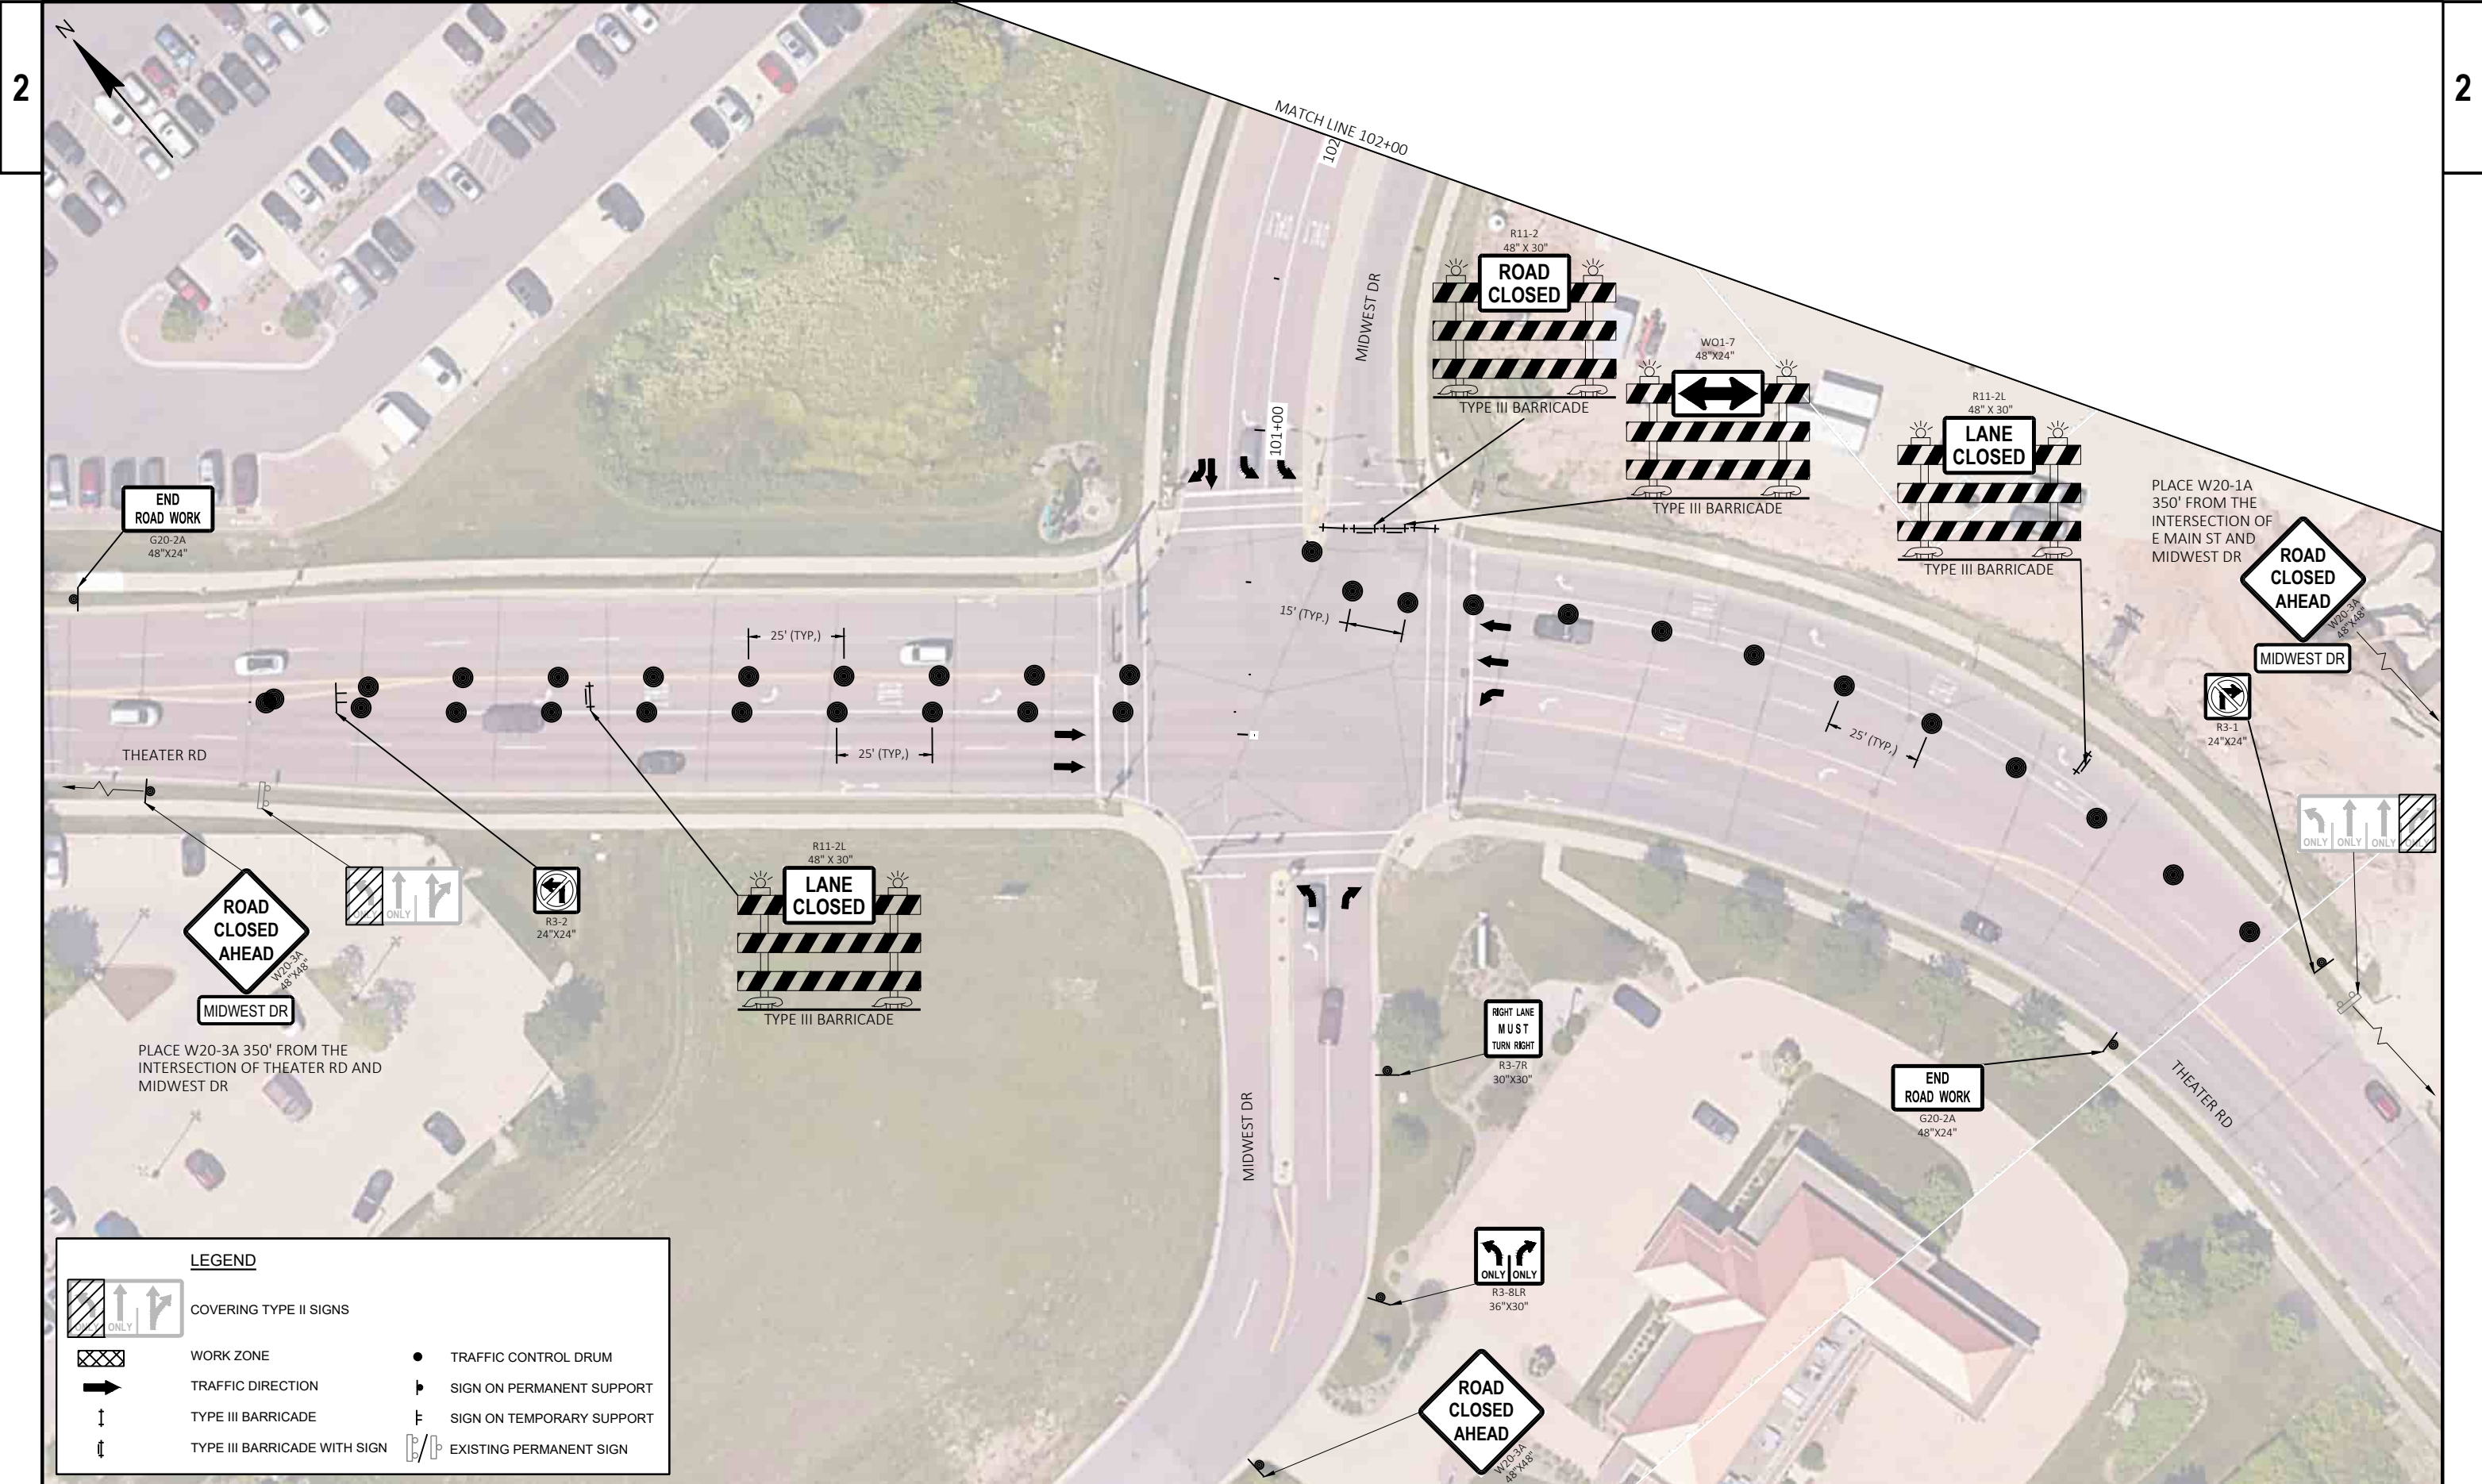 2
2
N
MATCH LINE 102+00
102
MIDWEST DR
101+00
R11-2
48" X 30"
ROAD
CLOSED
TYPE III BARRICADE
WO1-7
48"X24"
TYPE III BARRICADE
R11-2L
48" X 30"
LANE
CLOSED
TYPE III BARRICADE
PLACE W20-1A
350' FROM THE
INTERSECTION OF
E MAIN ST AND
MIDWEST DR
ROAD
CLOSED
AHEAD
W20-3A
48"X48"
MIDWEST DR
R3-1
24"X24"
ONLY ONLY ONLY ONLY
END
ROAD WORK
G20-2A
48"X24"
25' (TYP,)
15' (TYP.)
25' (TYP,)
25' (TYP,)
THEATER RD
ROAD
CLOSED
AHEAD
W20-3A
48"X48"
MIDWEST DR
PLACE W20-3A 350' FROM THE
INTERSECTION OF THEATER RD AND
MIDWEST DR
ONLY ONLY
R3-2
24"X24"
R11-2L
48" X 30"
LANE
CLOSED
TYPE III BARRICADE
MIDWEST DR
RIGHT LANE
MUST
TURN RIGHT
R3-7R
30"X30"
END
ROAD WORK
G20-2A
48"X24"
THEATER RD
ONLY ONLY
R3-8LR
36"X30"
ROAD
CLOSED
AHEAD
W20-3A
48"X48"
LEGEND
ONLY ONLY
COVERING TYPE II SIGNS
WORK ZONE
TRAFFIC DIRECTION
TYPE III BARRICADE
TYPE III BARRICADE WITH SIGN
TRAFFIC CONTROL DRUM
SIGN ON PERMANENT SUPPORT
SIGN ON TEMPORARY SUPPORT
EXISTING PERMANENT SIGN